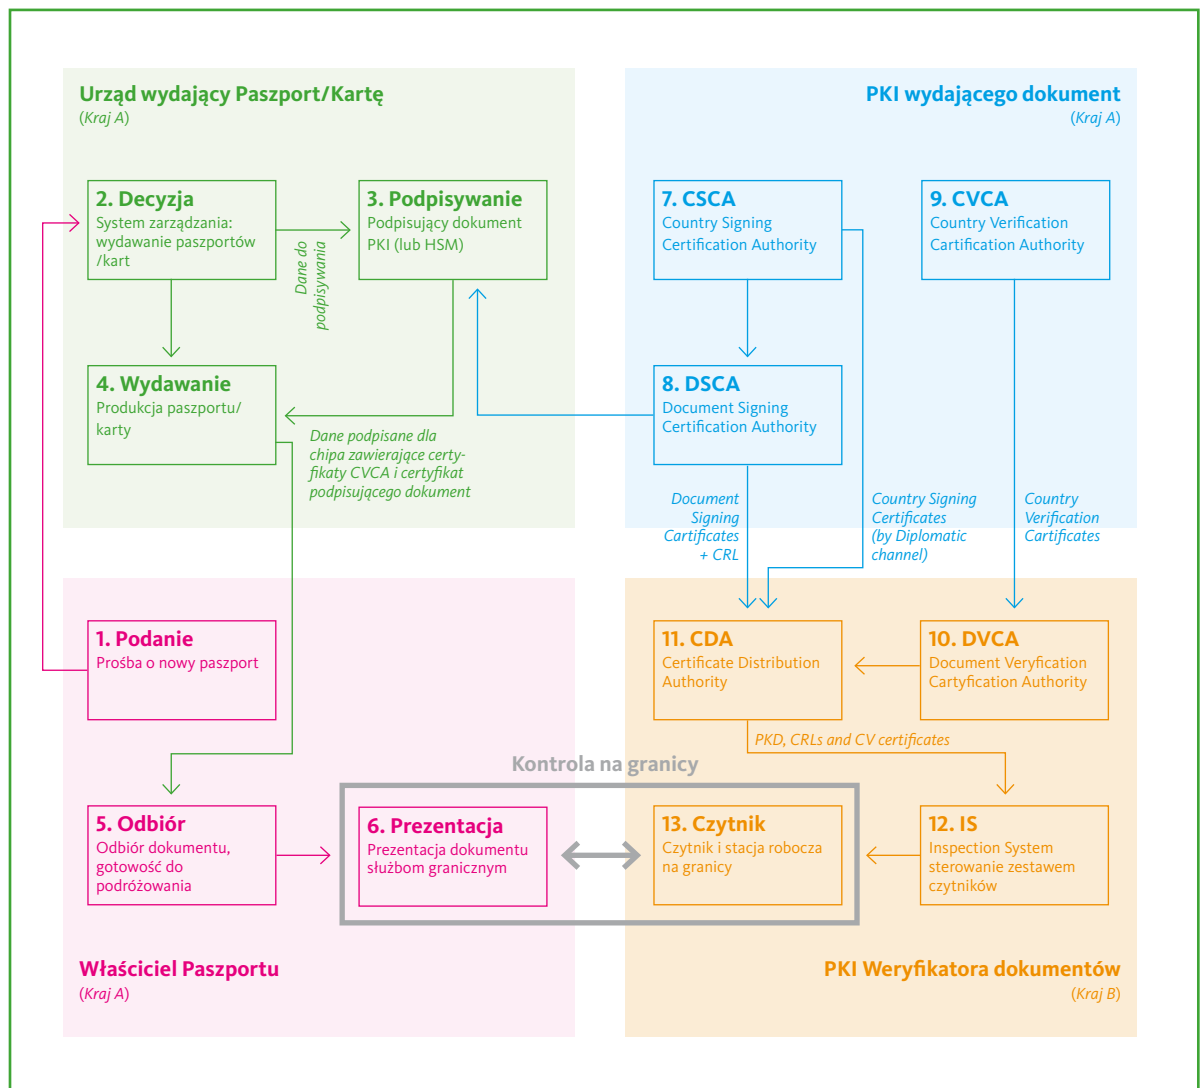 Urząd wydający Paszport/Kartę
(Kraj A)
2. Decyzja
System zarządzania:
wydawanie paszportów
/kart
Dane do
podpisywania
3. Podpisywanie
Podpisujący dokument
PKI (lub HSM)
4. Wydawanie
Produkcja paszportu/
karty
Dane podpisane dla
chipa zawierające certy-
fikaty CVCA i certyfikat
podpisującego dokument
PKI wydającego dokument
(Kraj A)
7. CSCA
Country Signing
Certification Authority
9. CVCA
Country Verification
Cartification Authority
8. DSCA
Document Signing
Certification Authority
Document
Signing
Cartificates
+ CRL
Country Signing
Certificates
(by Diplomatic
channel)
Country
Verification
Cartificates
1. Podanie
Prośba o nowy paszport
5. Odbiór
Odbiór dokumentu,
gotowość do
podróżowania
Kontrola na granicy
6. Prezentacja
Prezentacja dokumentu
służbom granicznym
Właściciel Paszportu
(Kraj A)
11. CDA
Certificate Distribution
Authority
10. DVCA
Document Veryfication
Cartyfication Authority
PKD, CRLs and CV certificates
13. Czytnik
Czytnik i stacja robocza
na granicy
12. IS
Inspection System
sterowanie zestawem
czytników
PKI Weryfikatora dokumentów
(Kraj B)